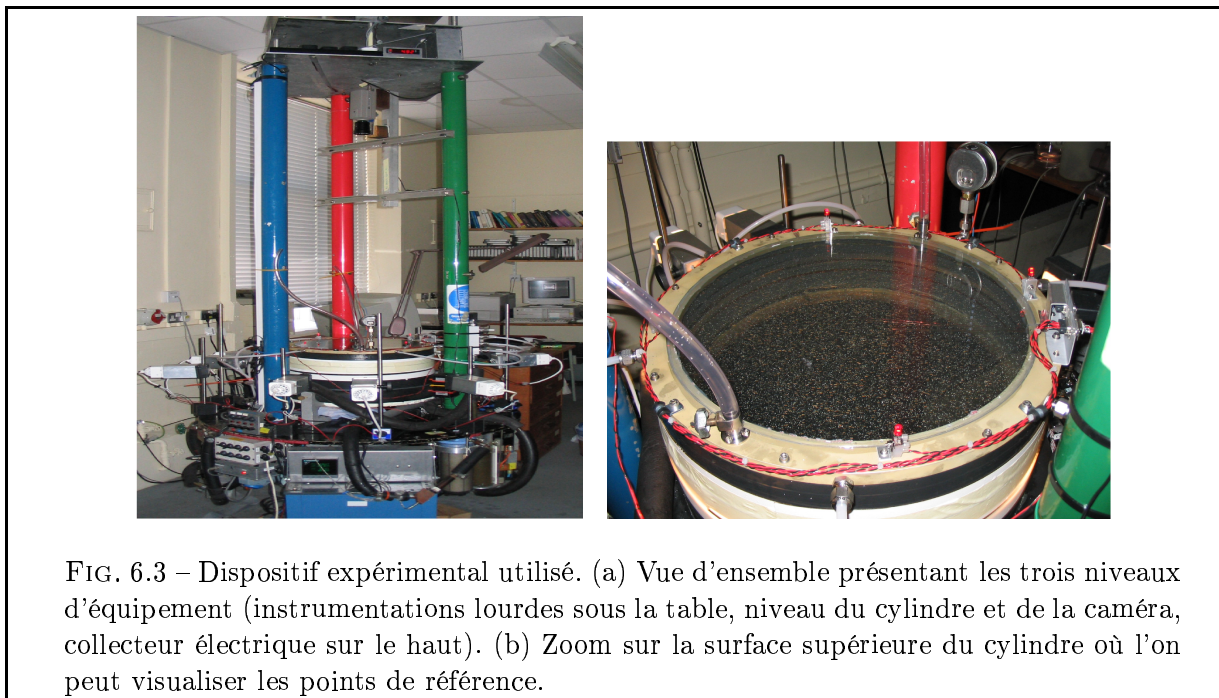 FIG. 6.3 – Dispositif expérimental utilisé. (a) Vue d'ensemble présentant les trois niveaux
d'équipement (instrumentations lourdes sous la table, niveau du cylindre et de la caméra,
collecteur électrique sur le haut). (b) Zoom sur la surface supérieure du cylindre où l'on
peut visualiser les points de référence.